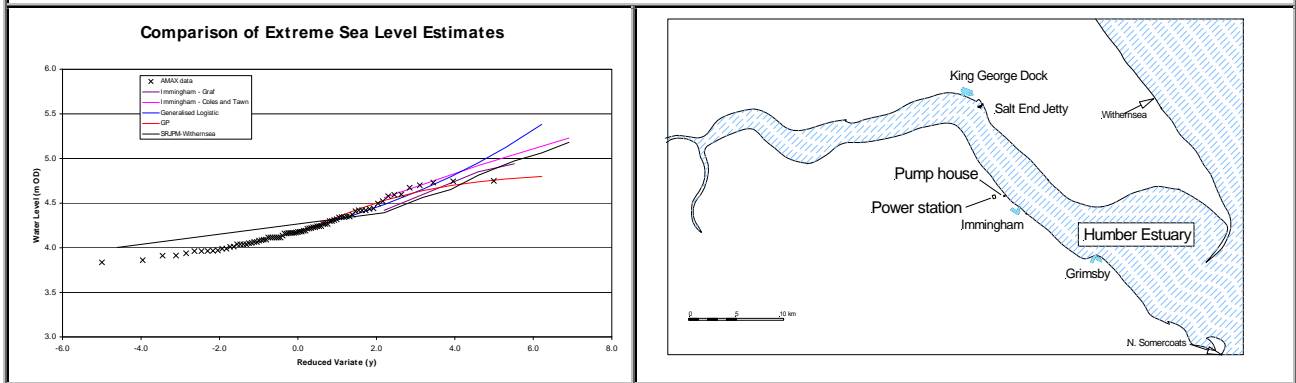 Comparison of Extreme Sea Level Estimates
6.0
5.5
5.0
4.5
4.0
3.5
3.0
Water Level (m OD)
AMAX data
Immingham - Graf
Immingham - Coles and Tawn
Generalised Logistic
GP
SRJPM-Withernsea
-6.0 -4.0 -2.0 0.0 2.0 4.0 6.0 8.0
Reduced Variate (y)
King George Dock
Salt End Jetty
Withernsea
Pump house
Power station
Immingham
Humber Estuary
Grimsby
0 5 10 km
N. Somercoats